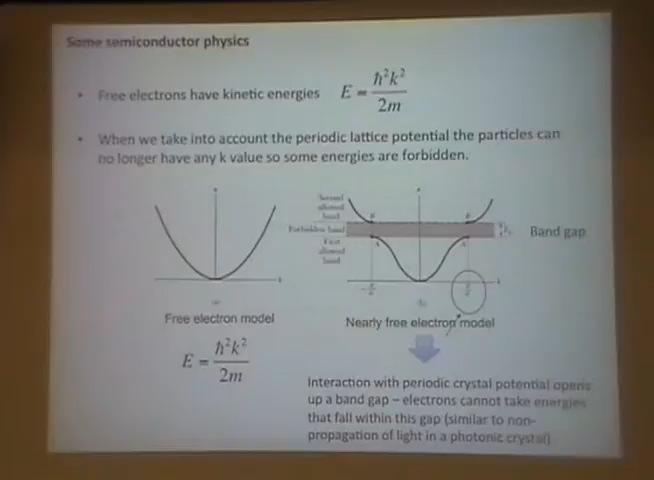 Some semiconductor physics
• Free electrons have kinetic energies E = ħ²k²/2m
• When we take into account the periodic lattice potential the particles can
no longer have any k value so some energies are forbidden.
Second
allowed
band
Forbidden band
First
allowed
band
Band gap
Free electron model
Nearly free electron model
E = ħ²k²/2m
Interaction with periodic crystal potential opens
up a band gap – electrons cannot take energies
that fall within this gap (similar to non-
propagation of light in a photonic crystal)